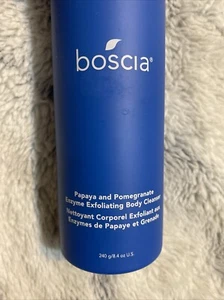 boscia®
Papaya and Pomegranate
Enzyme Exfoliating Body Cleanser
Nettoyant Corporel Exfoliant aux
Enzymes de Papaye et Grenade
240 g/8.4 oz U.S.